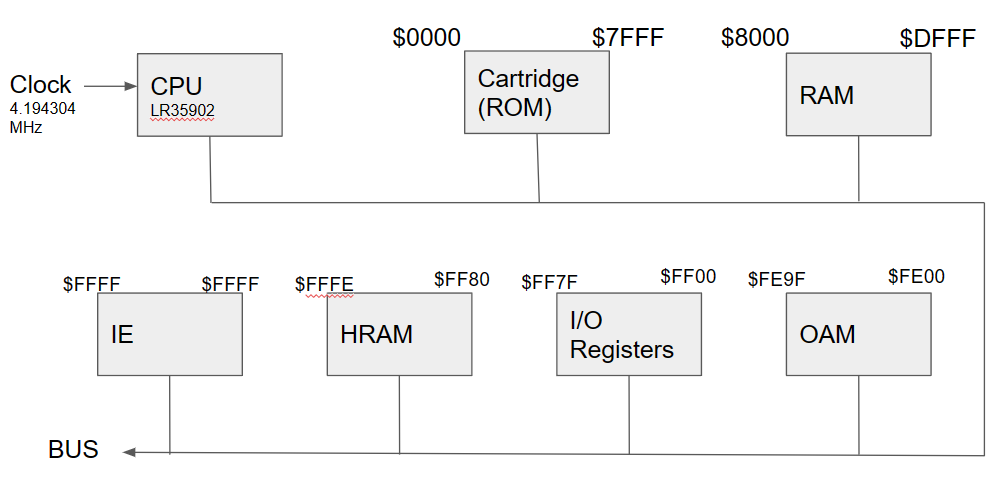 $0000
$7FFF
$8000
$DFFF
Clock
4.194304
MHz
CPU
LR35902
Cartridge
(ROM)
RAM
$FFFF
$FFFF
$FFFE
$FF80
$FF7F
$FF00
$FE9F
$FE00
IE
HRAM
I/O
Registers
OAM
BUS